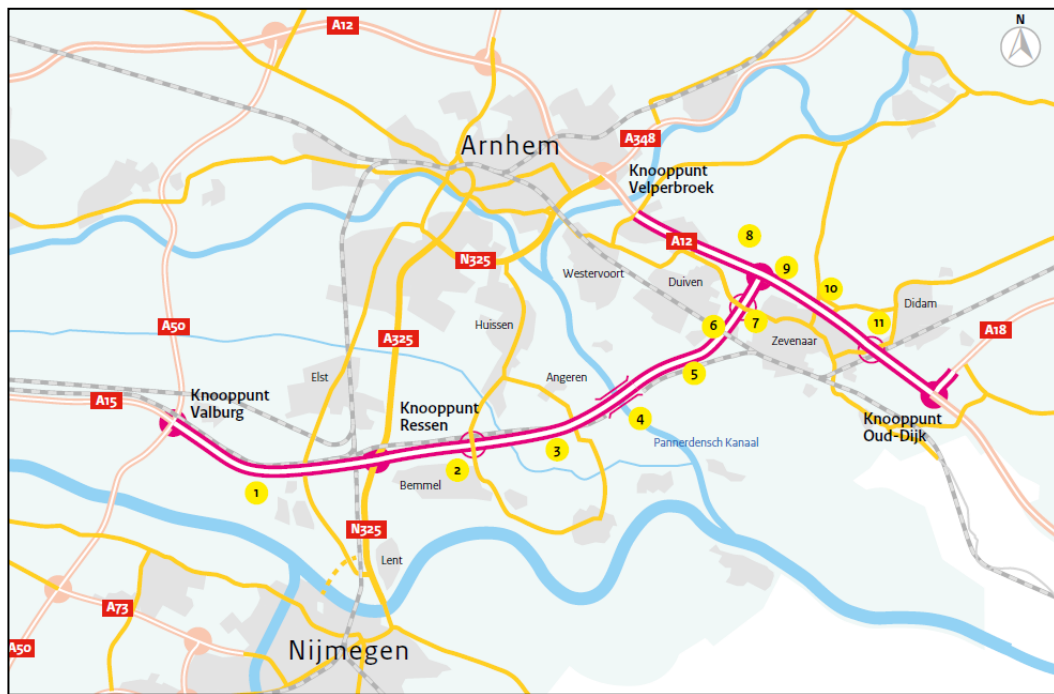 N
A12
Arnhem
A348
Knooppunt
Velperbroek
8
A12
N325
9
Westervoort
Duiven
10
Didam
A50
Huissen
6
7
11
A18
A325
Zevenaar
Elst
Angeren
5
Knooppunt
Valburg
A15
Knooppunt
Ressen
4
Knooppunt
Oud-Dijk
3
Pannerdensch Kanaal
2
Bemmel
1
N325
Lent
A73
A50
Nijmegen